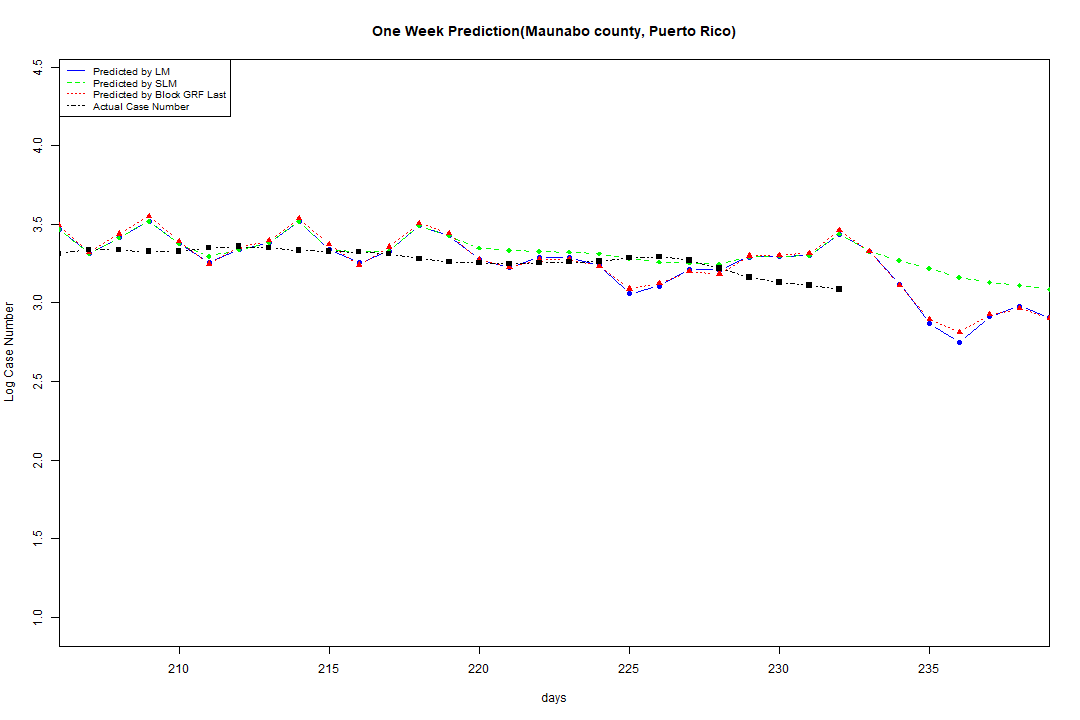 One Week Prediction(Maunabo county, Puerto Rico)
Predicted by LM
Predicted by SLM
Predicted by Block GRF Last
Actual Case Number
4.5
4.0
3.5
3.0
2.5
2.0
1.5
1.0
Log Case Number
210 215 220 225 230 235
days